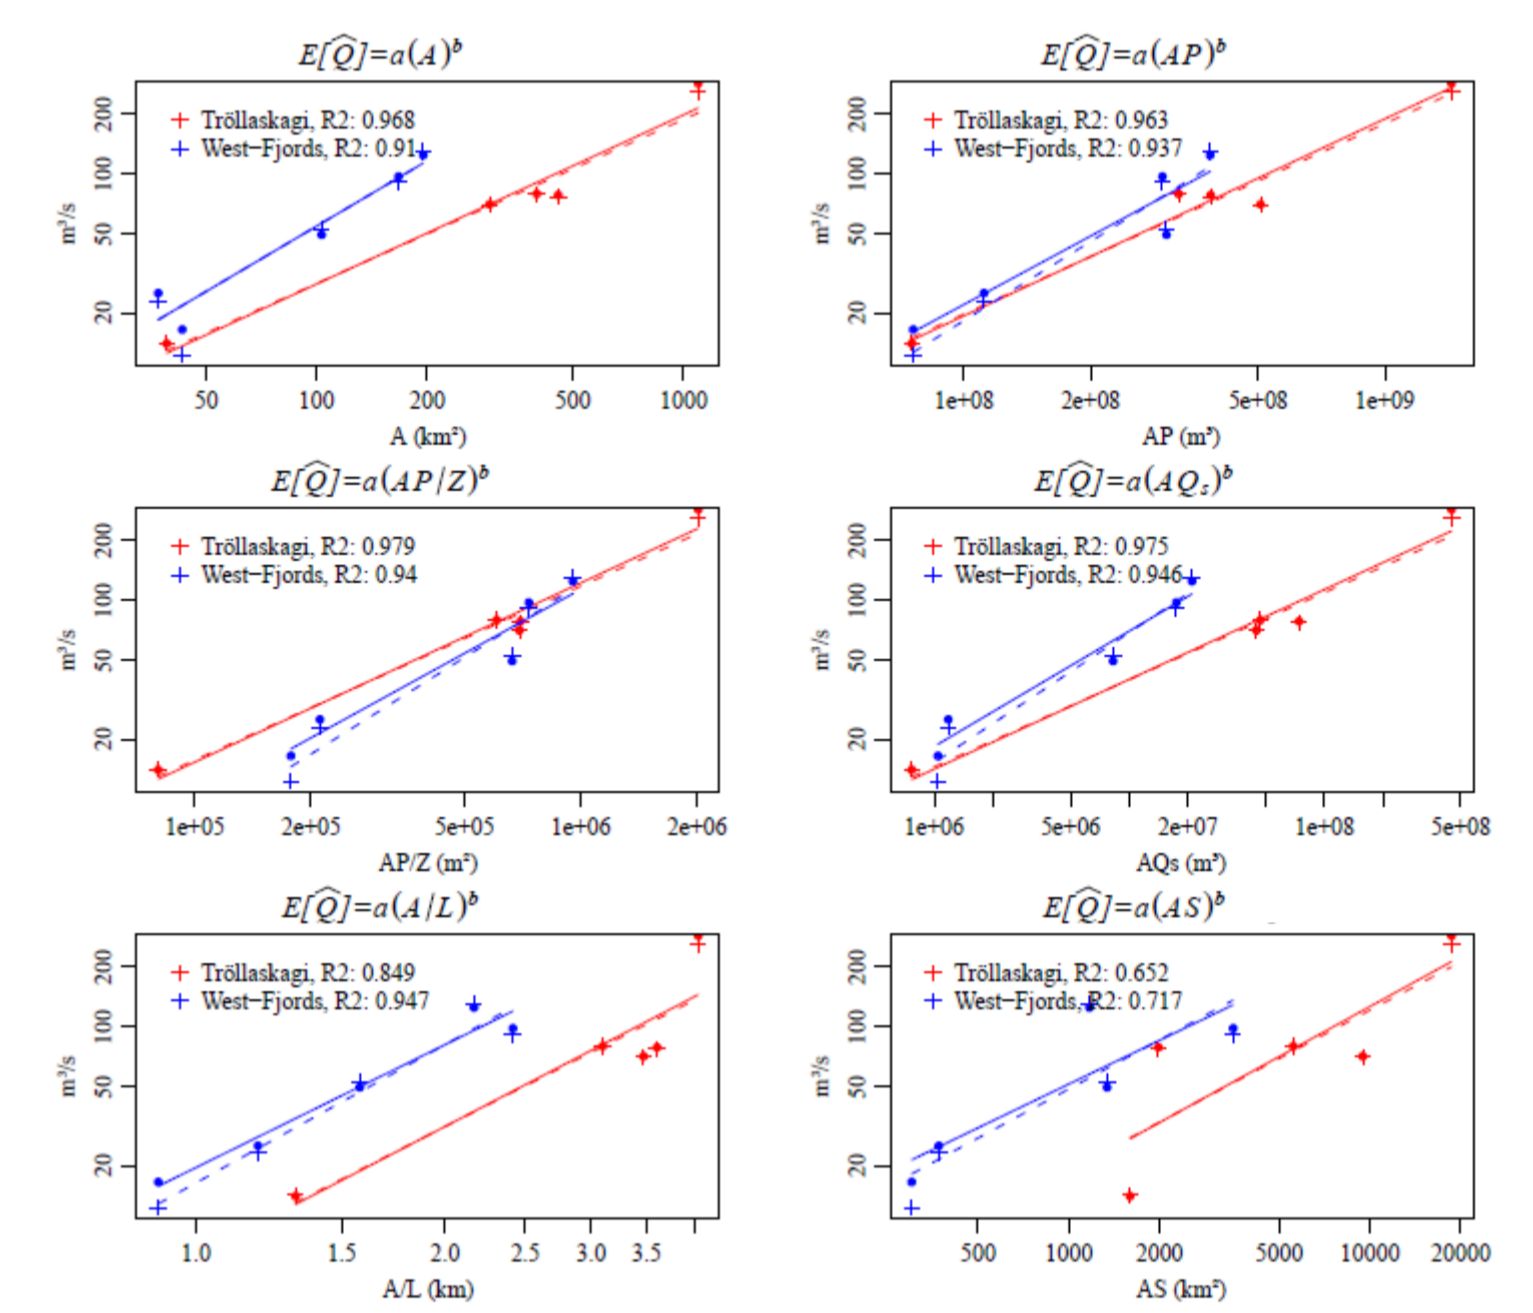 E[Q̂]=a(A)ᵇ
Tröllaskagi, R2: 0.968
West−Fjords, R2: 0.91
m³/s
20
50
100
200
50
100
200
500
1000
A (km²)
E[Q̂]=a(AP)ᵇ
Tröllaskagi, R2: 0.963
West−Fjords, R2: 0.937
m³/s
20
50
100
200
1e+08
2e+08
5e+08
1e+09
AP (m³)
E[Q̂]=a(AP/Z)ᵇ
Tröllaskagi, R2: 0.979
West−Fjords, R2: 0.94
m³/s
20
50
100
200
1e+05
2e+05
5e+05
1e+06
2e+06
AP/Z (m²)
E[Q̂]=a(AQₛ)ᵇ
Tröllaskagi, R2: 0.975
West−Fjords, R2: 0.946
m³/s
20
50
100
200
1e+06
5e+06
2e+07
1e+08
5e+08
AQs (m³)
E[Q̂]=a(A/L)ᵇ
Tröllaskagi, R2: 0.849
West−Fjords, R2: 0.947
m³/s
20
50
100
200
1.0
1.5
2.0
2.5
3.0
3.5
A/L (km)
E[Q̂]=a(AS)ᵇ
Tröllaskagi, R2: 0.652
West−Fjords, R2: 0.717
m³/s
20
50
100
200
500
1000
2000
5000
10000
20000
AS (km²)